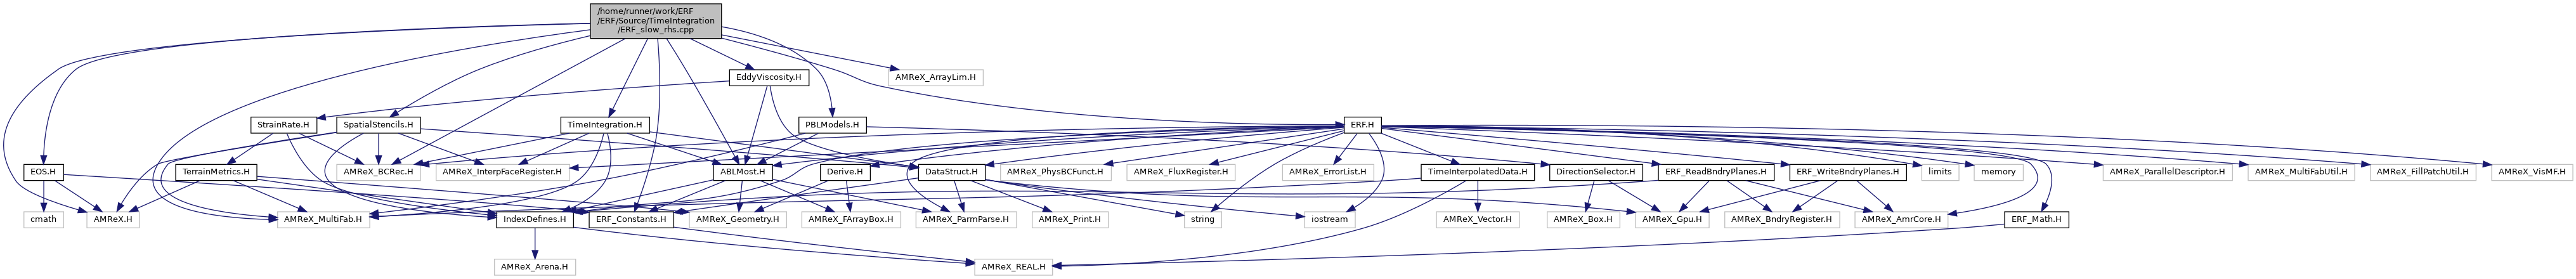 /home/runner/work/ERF
/ERF/Source/TimeIntegration
/ERF_slow_rhs.cpp
EddyViscosity.H
AMReX_ArrayLim.H
StrainRate.H
SpatialStencils.H
TimeIntegration.H
PBLModels.H
ERF.H
EOS.H
TerrainMetrics.H
AMReX_BCRec.H
AMReX_InterpFaceRegister.H
ABLMost.H
Derive.H
DataStruct.H
AMReX_PhysBCFunct.H
AMReX_FluxRegister.H
AMReX_ErrorList.H
TimeInterpolatedData.H
DirectionSelector.H
ERF_ReadBndryPlanes.H
ERF_WriteBndryPlanes.H
limits
memory
AMReX_ParallelDescriptor.H
AMReX_MultiFabUtil.H
AMReX_FillPatchUtil.H
AMReX_VisMF.H
cmath
AMReX.H
AMReX_MultiFab.H
IndexDefines.H
ERF_Constants.H
AMReX_Geometry.H
AMReX_FArrayBox.H
AMReX_ParmParse.H
AMReX_Print.H
string
iostream
AMReX_Vector.H
AMReX_Box.H
AMReX_Gpu.H
AMReX_BndryRegister.H
AMReX_AmrCore.H
ERF_Math.H
AMReX_Arena.H
AMReX_REAL.H